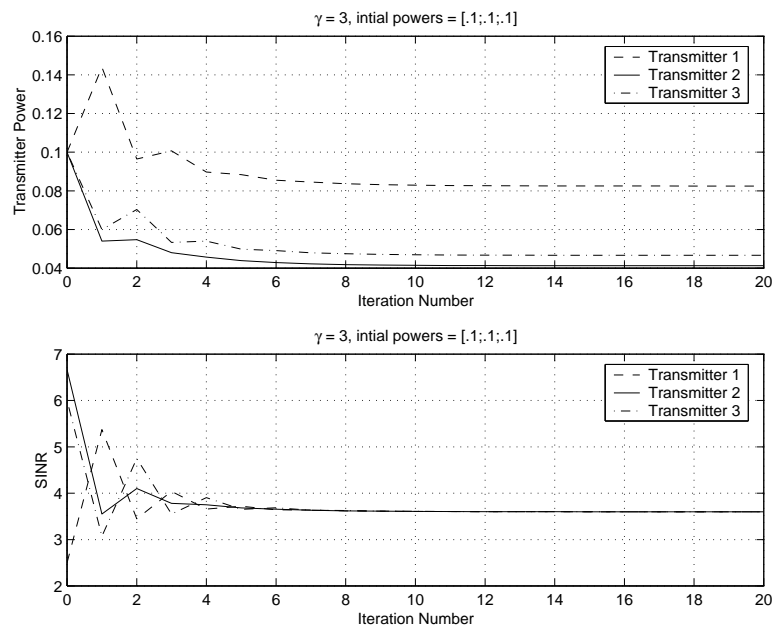 γ = 3, intial powers = [.1;.1;.1]
0.16
0.14
0.12
0.1
0.08
0.06
0.04
Transmitter Power
Transmitter 1
Transmitter 2
Transmitter 3
0 2 4 6 8 10 12 14 16 18 20
Iteration Number
γ = 3, intial powers = [.1;.1;.1]
7
6
5
4
3
2
SINR
Transmitter 1
Transmitter 2
Transmitter 3
0 2 4 6 8 10 12 14 16 18 20
Iteration Number